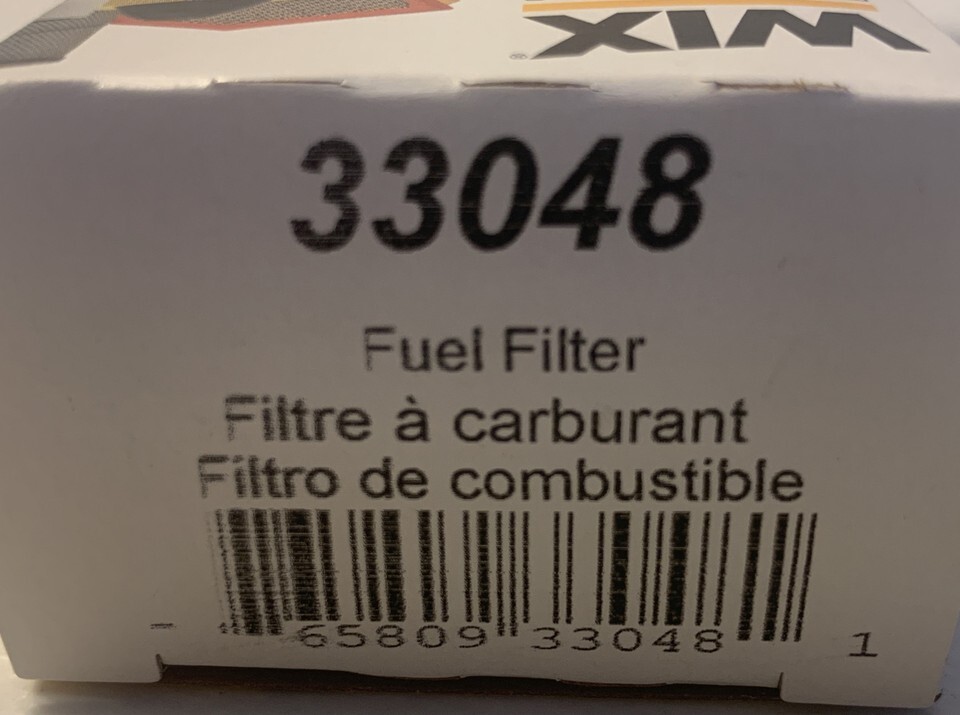 WIX®
33048
Fuel Filter
Filtre à carburant
Filtro de combustible
65809 33048 1